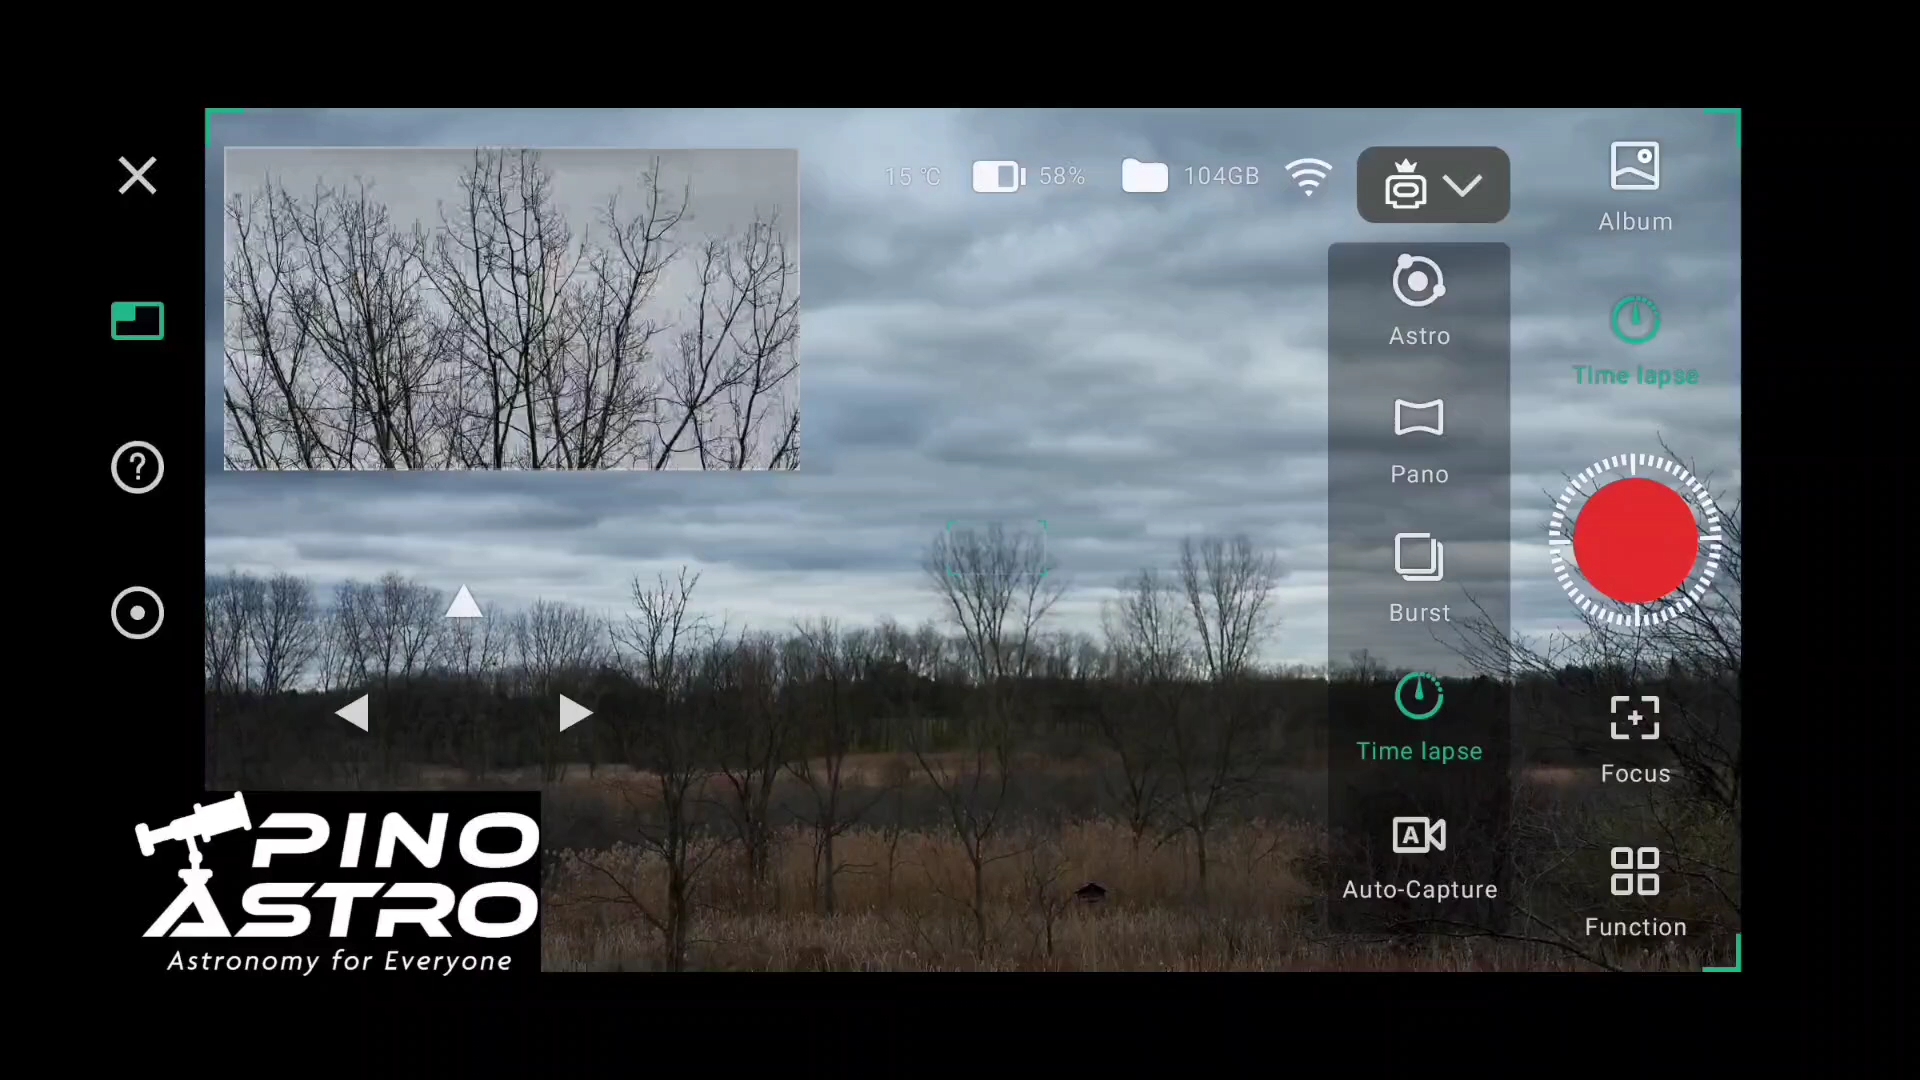 15 °C
58%
104GB
Album
Astro
Time lapse
Pano
Burst
Time lapse
Focus
A
Auto-Capture
Function
PINO
ASTRO
Astronomy for Everyone